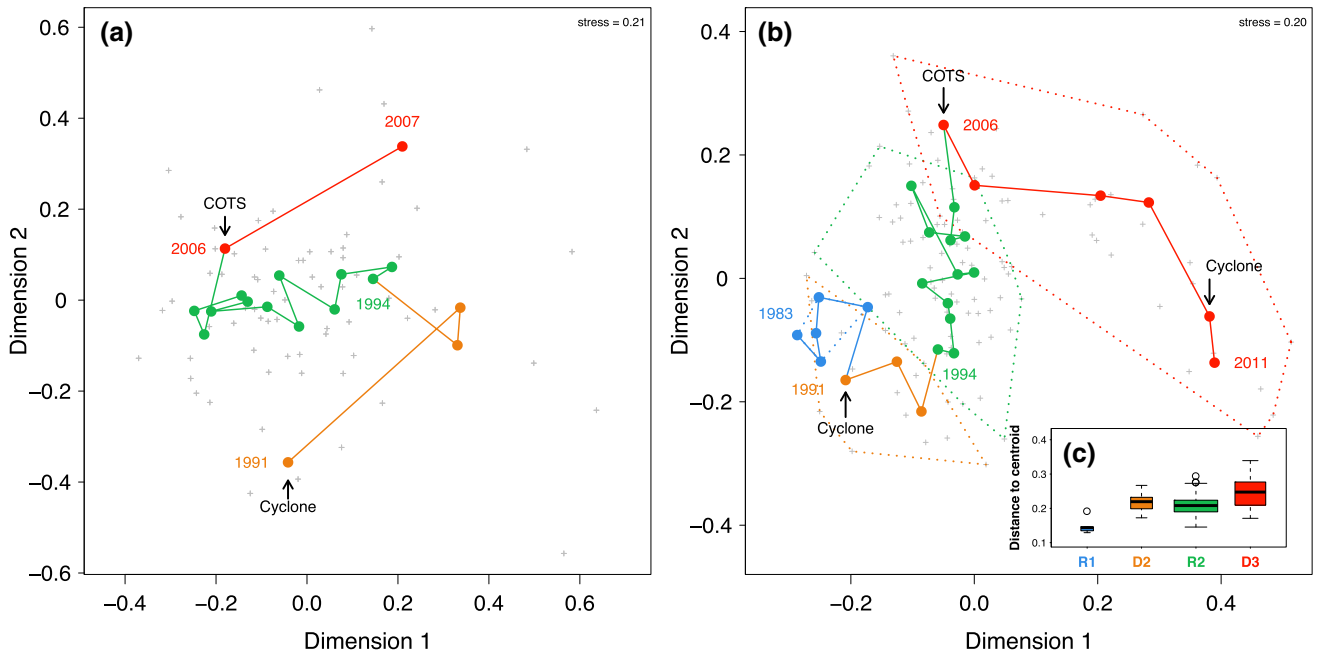 (a)
stress = 0.21
0.6
0.4
0.2
0
−0.2
−0.4
−0.6
Dimension 2
2007
COTS
2006
1994
1991
Cyclone
−0.4
−0.2
0.0
0.2
0.4
0.6
Dimension 1
(b)
stress = 0.20
0.4
0.2
0
−0.2
−0.4
Dimension 2
COTS
2006
1983
1991
Cyclone
1994
Cyclone
2011
−0.2
0.0
0.2
0.4
Dimension 1
(c)
Distance to centroid
0.4
0.3
0.2
0.1
R1
D2
R2
D3